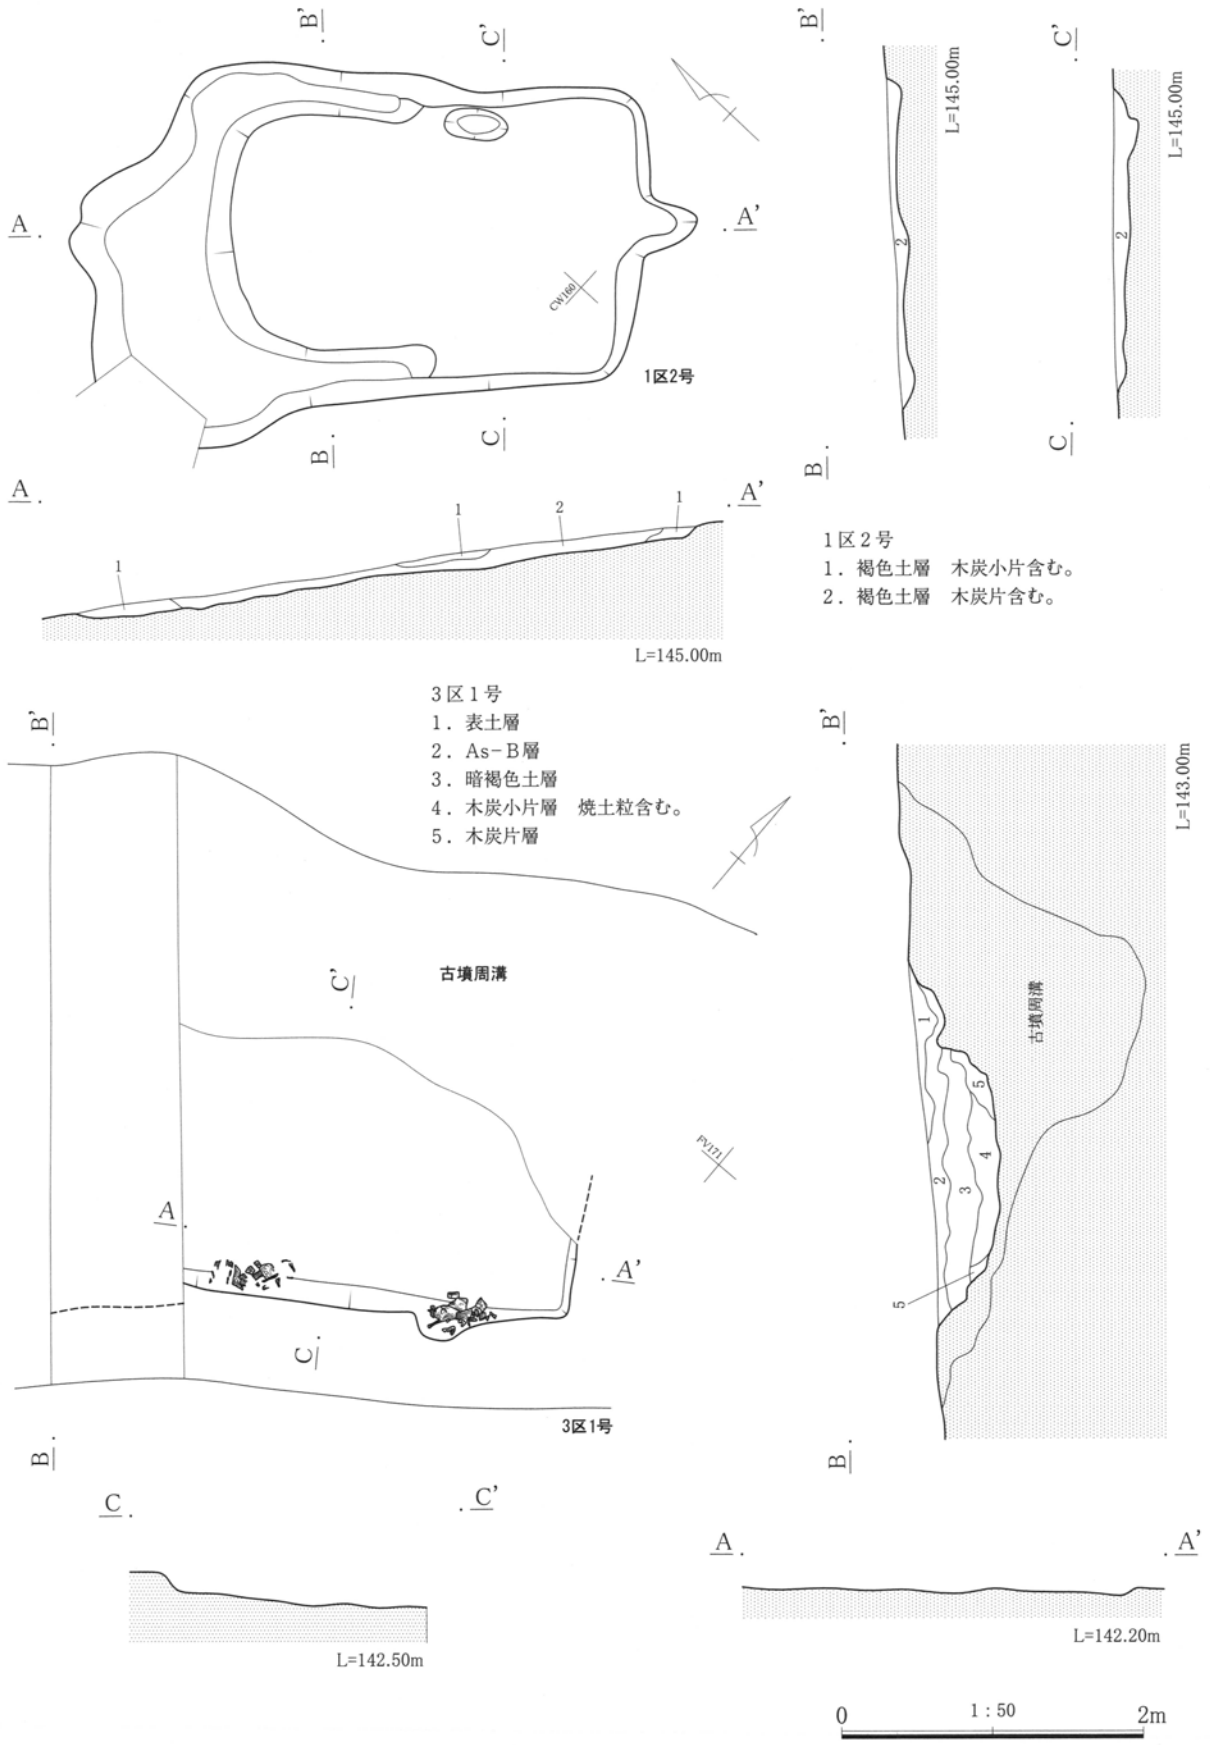 B'
C'
B'
C'
L=145.00m
L=145.00m
A
A'
2
2
CW160
1区2号
B
C
B
C
A
A'
1
1
2
1
L=145.00m
1区2号
1. 褐色土層 木炭小片含む。
2. 褐色土層 木炭片含む。
3区1号
1. 表土層
2. As-B層
3. 暗褐色土層
4. 木炭小片層 焼土粒含む。
5. 木炭片層
B'
B'
L=143.00m
C'
古墳周溝
古墳周溝
1
5
4
2
3
5
FV171
A
A'
C
3区1号
B
B
C
C'
L=142.50m
A
A'
L=142.20m
0 1:50 2m